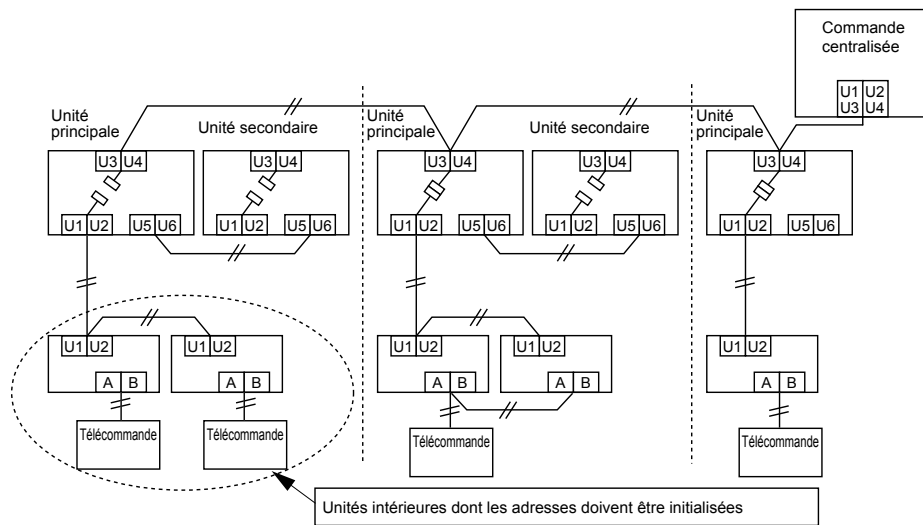 Commande
centralisée
U1 U2
U3 U4
Unité
principale
Unité secondaire
Unité
principale
Unité secondaire
Unité
principale
U3 U4
U3 U4
U3 U4
U3 U4
U3 U4
U1 U2
U5 U6
U1 U2
U5 U6
U1 U2
U5 U6
U1 U2
U5 U6
U1 U2
U5 U6
U1 U2
U1 U2
U1 U2
U1 U2
U1 U2
A B
A B
A B
A B
A B
Télécommande
Télécommande
Télécommande
Télécommande
Unités intérieures dont les adresses doivent être initialisées